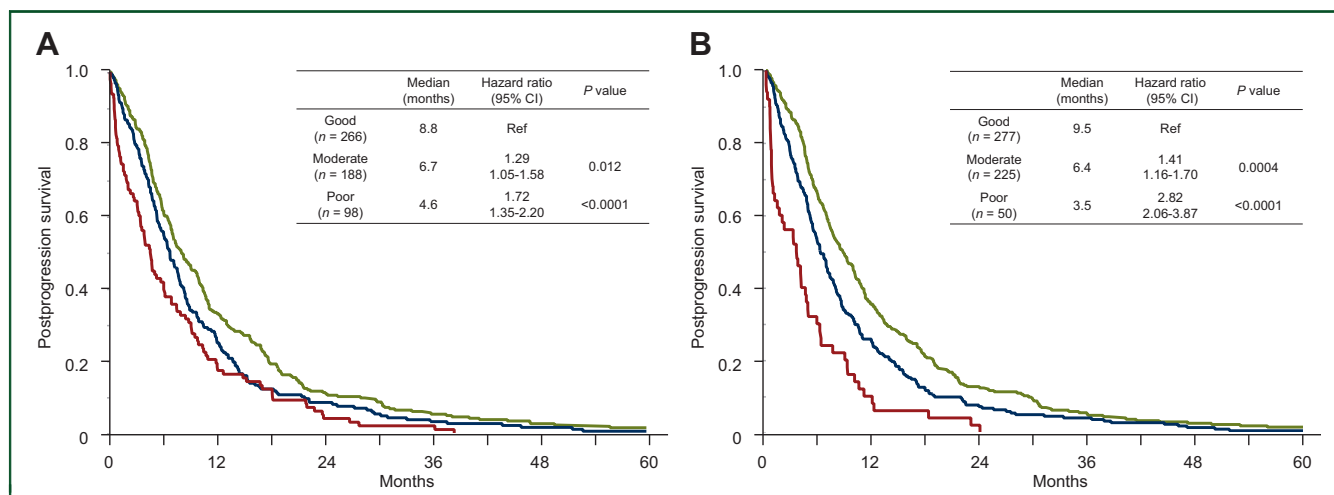 A
Postprogression survival
1.0
0.8
0.6
0.4
0.2
0
0 12 24 36 48 60
Months
Median (months) Hazard ratio (95% CI) P value
Good (n = 266) 8.8 Ref
Moderate (n = 188) 6.7 1.29 1.05-1.58 0.012
Poor (n = 98) 4.6 1.72 1.35-2.20 <0.0001
B
Postprogression survival
1.0
0.8
0.6
0.4
0.2
0
0 12 24 36 48 60
Months
Median (months) Hazard ratio (95% CI) P value
Good (n = 277) 9.5 Ref
Moderate (n = 225) 6.4 1.41 1.16-1.70 0.0004
Poor (n = 50) 3.5 2.82 2.06-3.87 <0.0001